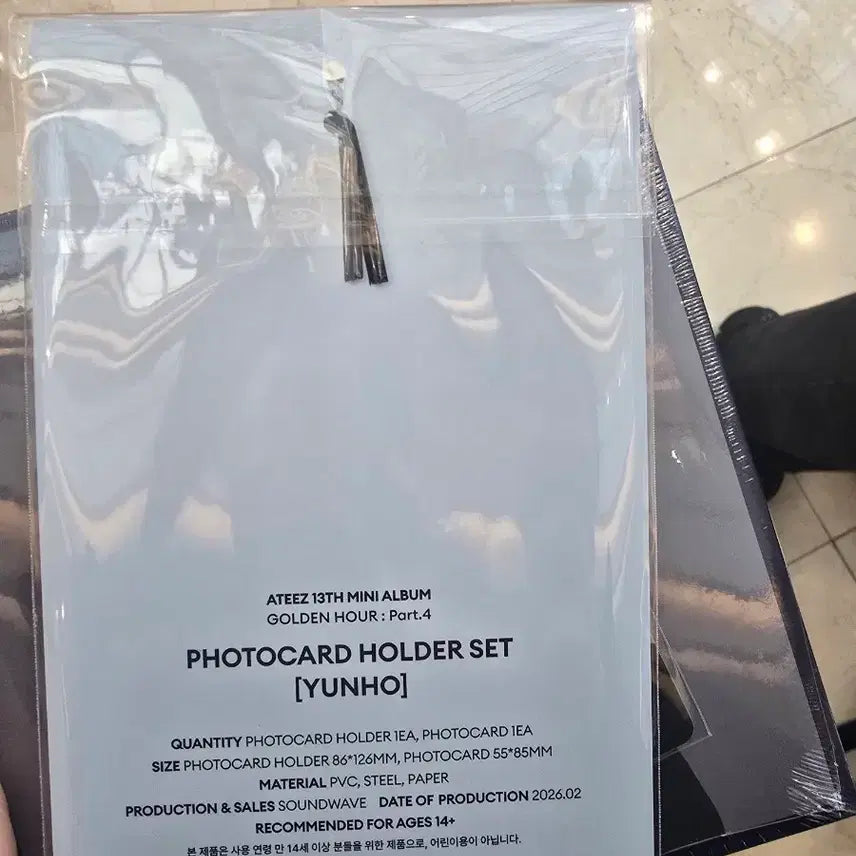 ATEEZ 13TH MINI ALBUM
GOLDEN HOUR : Part.4
PHOTOCARD HOLDER SET
[YUNHO]
QUANTITY PHOTOCARD HOLDER 1EA, PHOTOCARD 1EA
SIZE PHOTOCARD HOLDER 86*126MM, PHOTOCARD 55*85MM
MATERIAL PVC, STEEL, PAPER
PRODUCTION & SALES SOUNDWAVE DATE OF PRODUCTION 2026.02
RECOMMENDED FOR AGES 14+
본 제품은 사용 연령 만 14세 이상 분들을 위한 제품으로, 어린이용이 아닙니다.